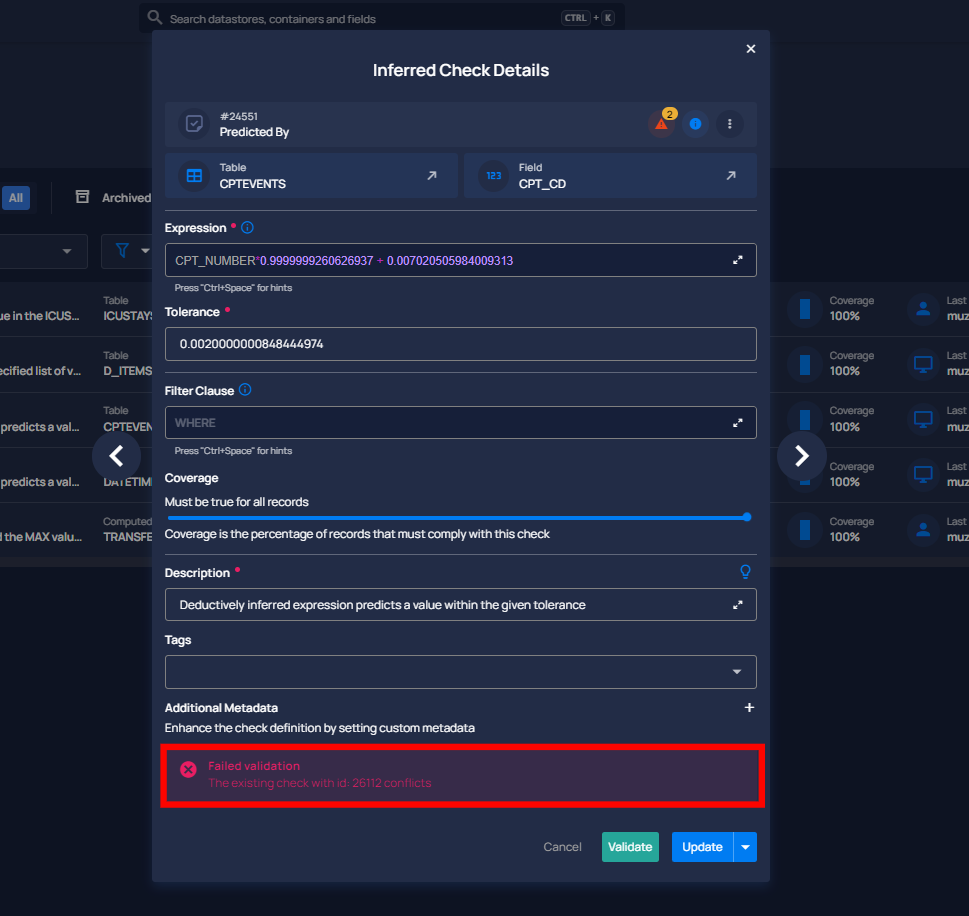 Search datastores, containers and fields
CTRL + K
Inferred Check Details
#24551
Predicted By
2
Table
CPTEVENTS
Field
CPT_CD
123
All
Archived
Expression *
CPT_NUMBER*0.9999999260626937 + 0.007020505984009313
Press "Ctrl+Space" for hints
Tolerance *
0.0020000000848444974
Filter Clause
WHERE
Press "Ctrl+Space" for hints
Coverage
Must be true for all records
Coverage is the percentage of records that must comply with this check
Description *
Deductively inferred expression predicts a value within the given tolerance
Tags
Additional Metadata
Enhance the check definition by setting custom metadata
Failed validation
The existing check with id: 26112 conflicts
Cancel
Validate
Update
ue in the ICUS...
Table
ICUSTAYS
Coverage
100%
Last
muz
ecified list of v...
Table
D_ITEMS
Coverage
100%
Last
muz
predicts a val...
Table
CPTEVEN
Coverage
100%
Last
muz
predicts a val...
DATETIM
Coverage
100%
Last
muz
d the MAX valu...
Computed
TRANSFE
Coverage
100%
Last
muz